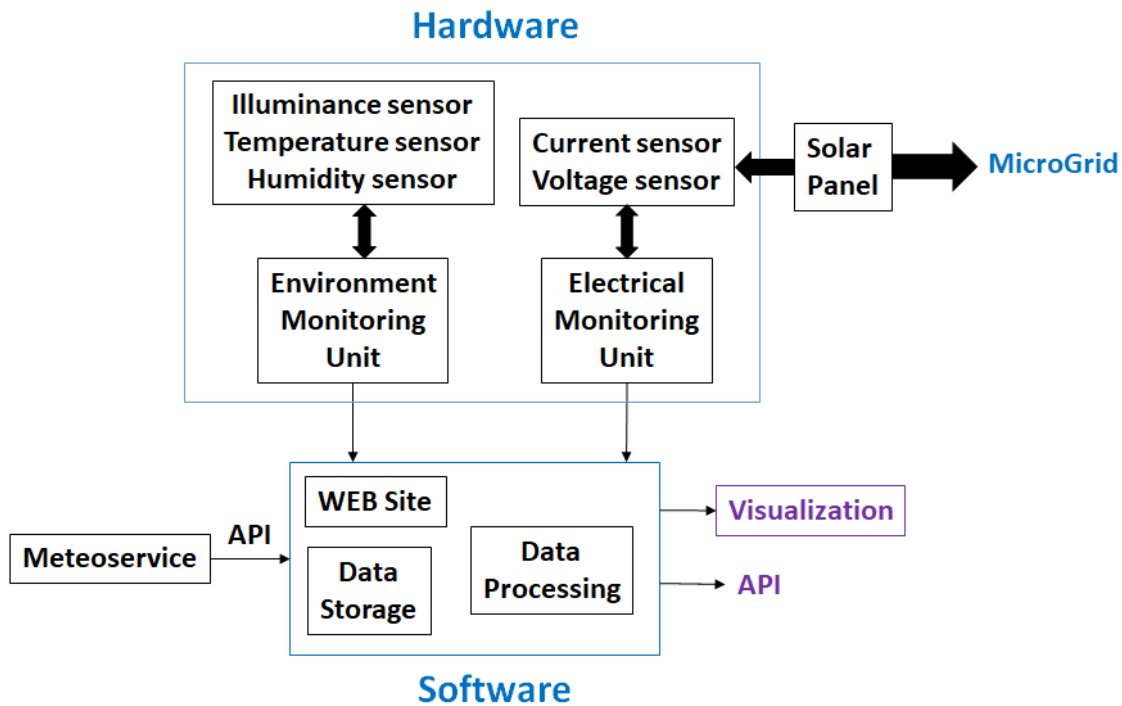 Hardware
Illuminance sensor
Temperature sensor
Humidity sensor
Current sensor
Voltage sensor
Solar
Panel
MicroGrid
Environment
Monitoring
Unit
Electrical
Monitoring
Unit
WEB Site
Visualization
API
Meteoservice
Data
Storage
Data
Processing
API
Software